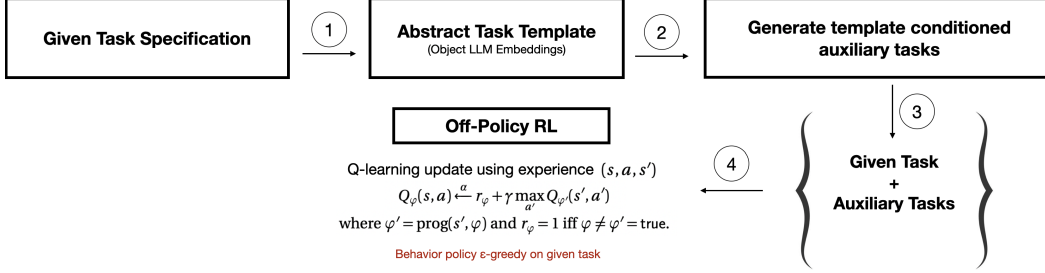 Given Task Specification
1
Abstract Task Template
(Object LLM Embeddings)
2
Generate template conditioned
auxiliary tasks
3
Given Task
+
Auxiliary Tasks
4
Off-Policy RL
Q-learning update using experience (s, a, s′)
Q_φ(s, a) ←^α r_φ + γ max_{a′} Q_{φ′}(s′, a′)
where φ′ = prog(s′, φ) and r_φ = 1 iff φ ≠ φ′ = true.
Behavior policy ε-greedy on given task